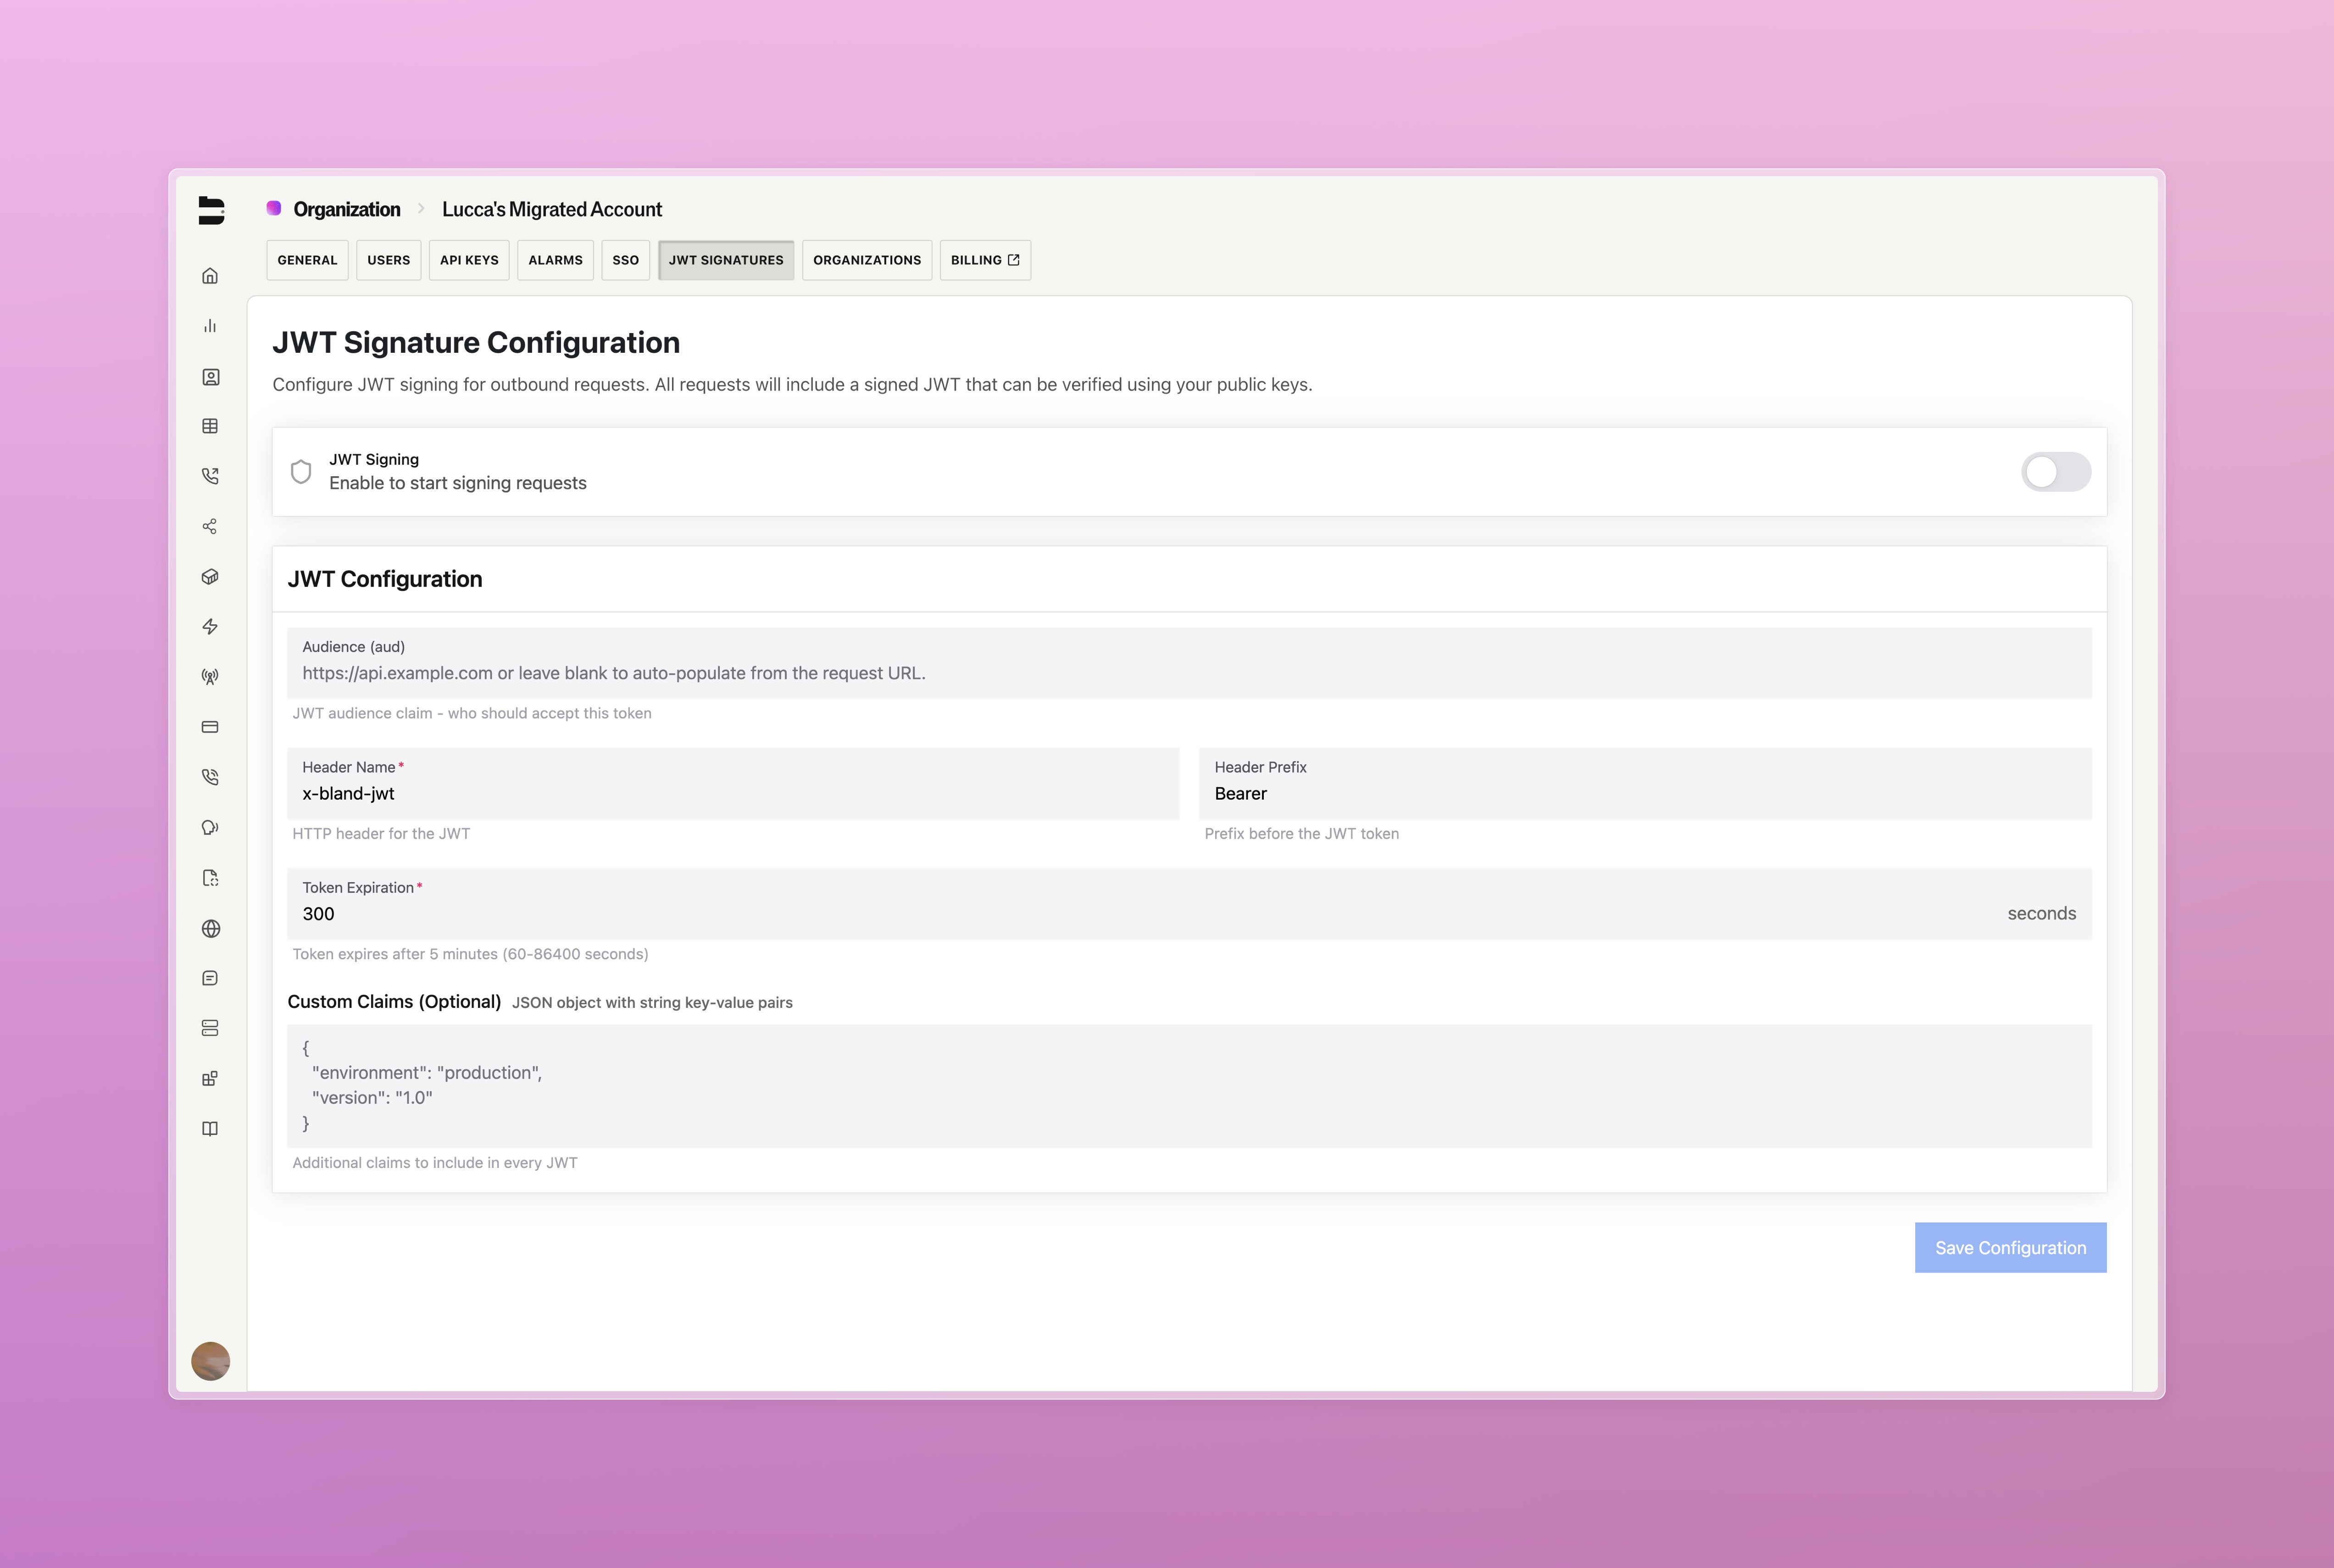 Organization > Lucca's Migrated Account
GENERAL USERS API KEYS ALARMS SSO JWT SIGNATURES ORGANIZATIONS BILLING
JWT Signature Configuration
Configure JWT signing for outbound requests. All requests will include a signed JWT that can be verified using your public keys.
JWT Signing
Enable to start signing requests
JWT Configuration
Audience (aud)
https://api.example.com or leave blank to auto-populate from the request URL.
JWT audience claim - who should accept this token
Header Name*
x-bland-jwt
HTTP header for the JWT
Header Prefix
Bearer
Prefix before the JWT token
Token Expiration*
300 seconds
Token expires after 5 minutes (60-86400 seconds)
Custom Claims (Optional) JSON object with string key-value pairs
{
"environment": "production",
"version": "1.0"
}
Additional claims to include in every JWT
Save Configuration